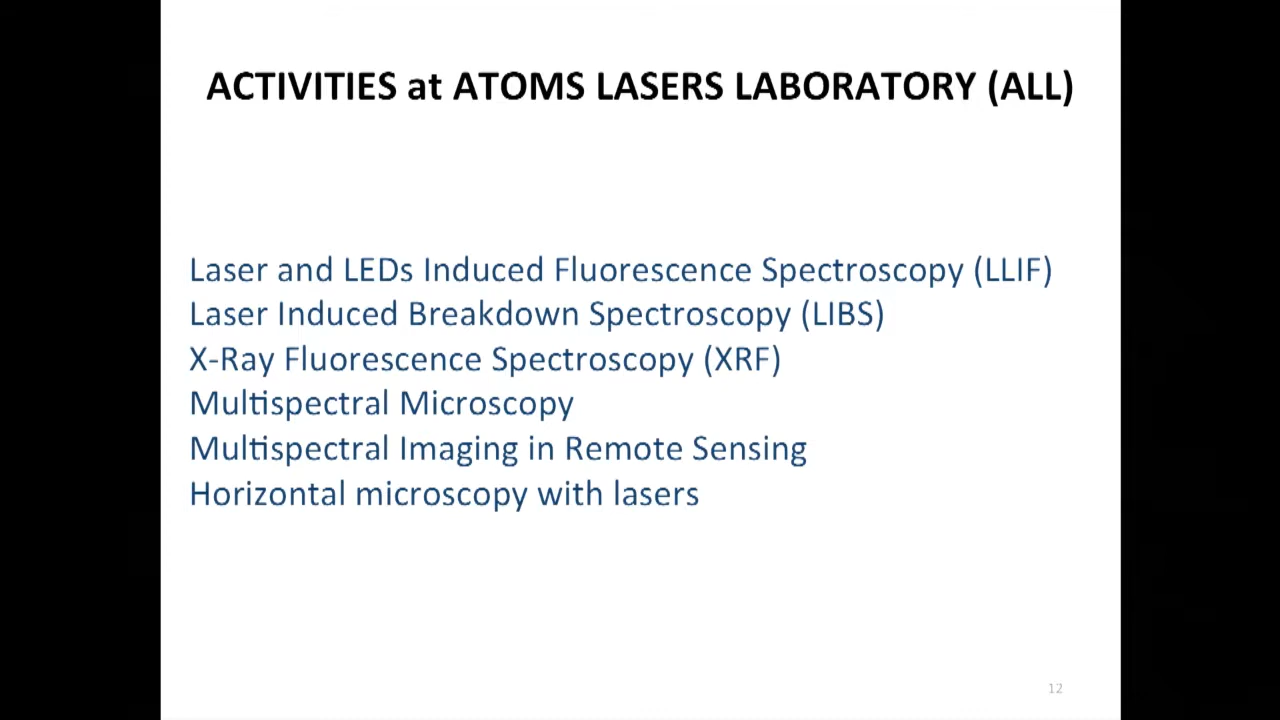 ACTIVITIES at ATOMS LASERS LABORATORY (ALL)
Laser and LEDs Induced Fluorescence Spectroscopy (LLIF)
Laser Induced Breakdown Spectroscopy (LIBS)
X-Ray Fluorescence Spectroscopy (XRF)
Multispectral Microscopy
Multispectral Imaging in Remote Sensing
Horizontal microscopy with lasers
12